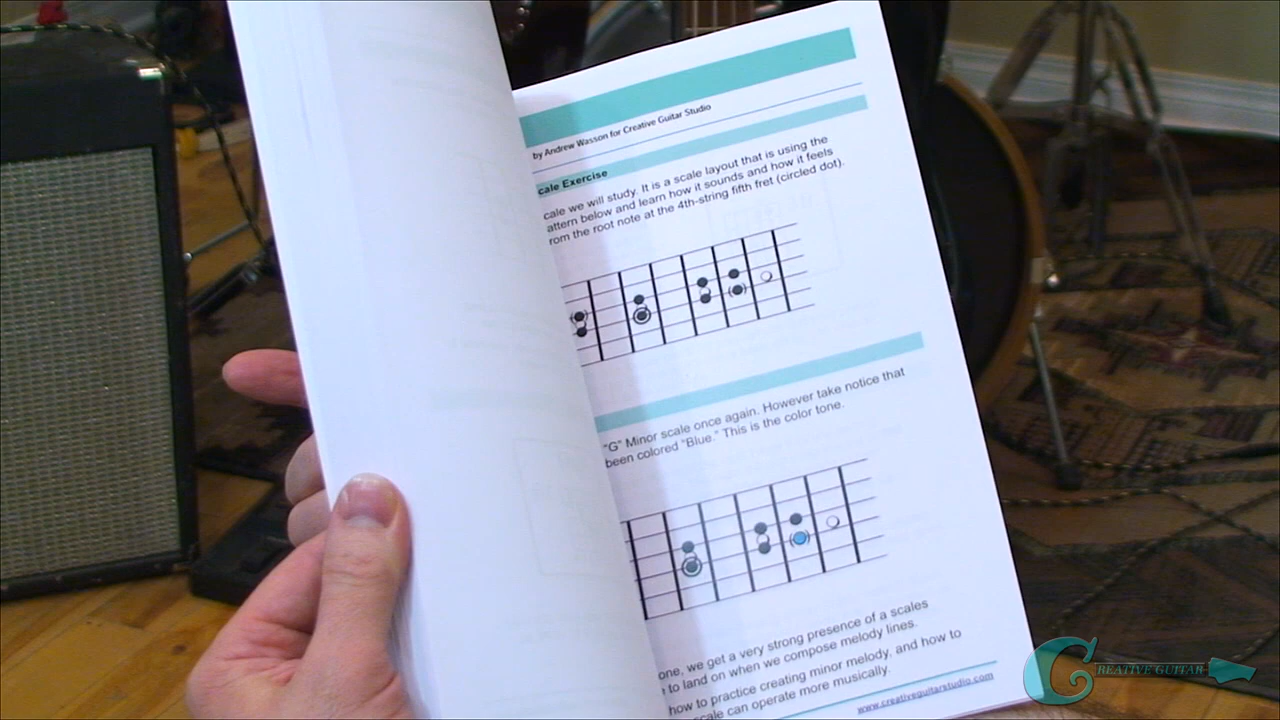 by Andrew Wasson for Creative Guitar Studio
cale Exercise
cale we will study. It is a scale layout that is using the
attern below and learn how it sounds and how it feels
rom the root note at the 4th-string fifth fret (circled dot).
"G" Minor scale once again. However take notice that
been colored "Blue." This is the color tone.
one, we get a very strong presence of a scales
to land on when we compose melody lines.
how to practice creating minor melody, and how to
scale can operate more musically.
www.creativeguitarstudio.com
CREATIVE GUITAR